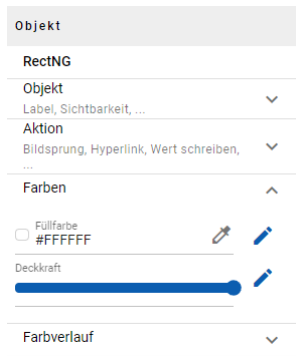 Objekt
RectNG
Objekt
Label, Sichtbarkeit, ...
Aktion
Bildsprung, Hyperlink, Wert schreiben,
...
Farben
Füllfarbe
#FFFFFF
Deckkraft
Farbverlauf